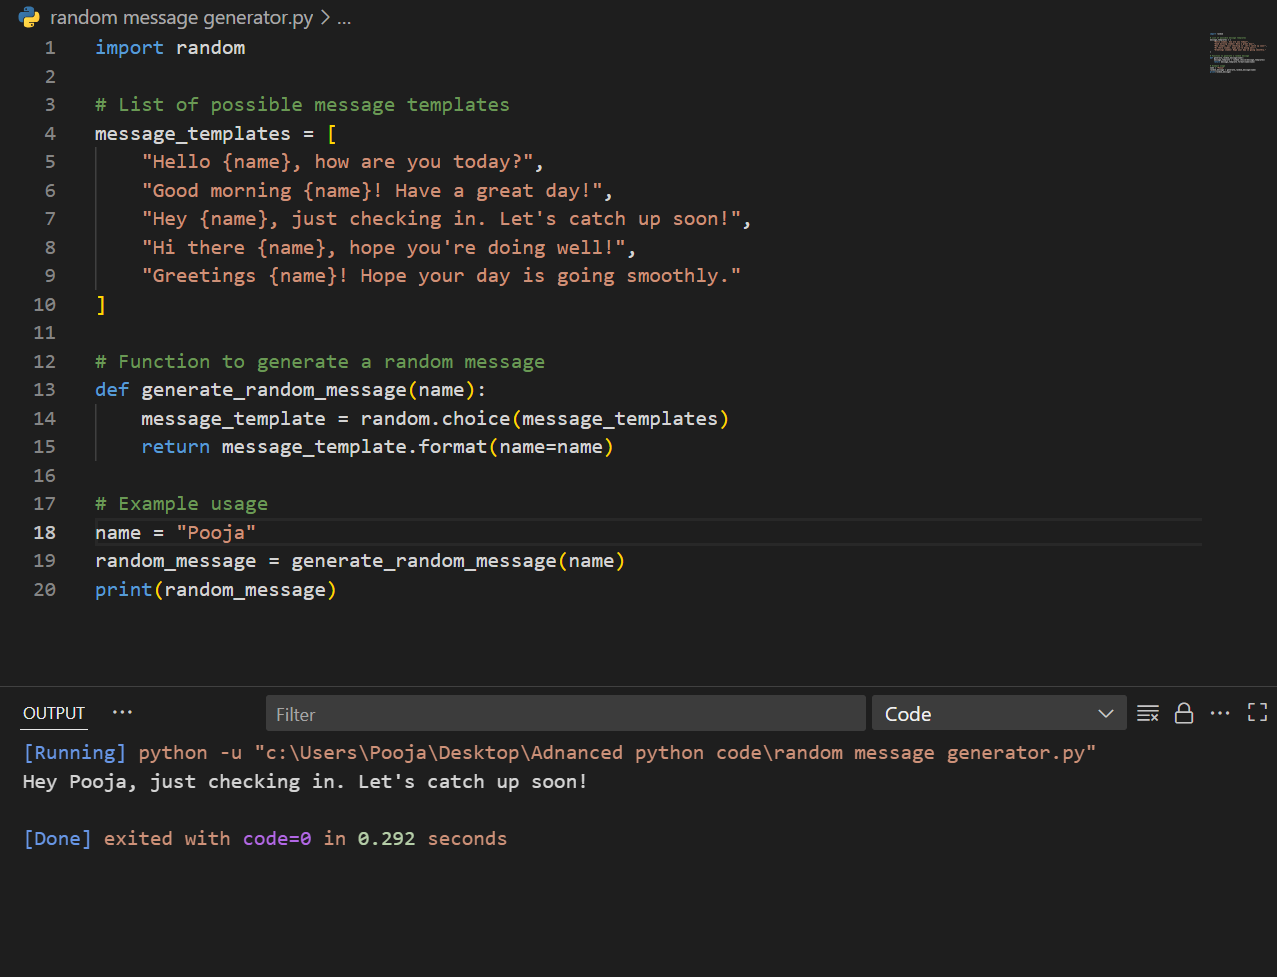 random message generator.py > ...
1 import random
2
3 # List of possible message templates
4 message_templates = [
5     "Hello {name}, how are you today?",
6     "Good morning {name}! Have a great day!",
7     "Hey {name}, just checking in. Let's catch up soon!",
8     "Hi there {name}, hope you're doing well!",
9     "Greetings {name}! Hope your day is going smoothly."
10 ]
11
12 # Function to generate a random message
13 def generate_random_message(name):
14     message_template = random.choice(message_templates)
15     return message_template.format(name=name)
16
17 # Example usage
18 name = "Pooja"
19 random_message = generate_random_message(name)
20 print(random_message)
OUTPUT ... Filter Code ...
[Running] python -u "c:\Users\Pooja\Desktop\Adnanced python code\random message generator.py"
Hey Pooja, just checking in. Let's catch up soon!
[Done] exited with code=0 in 0.292 seconds